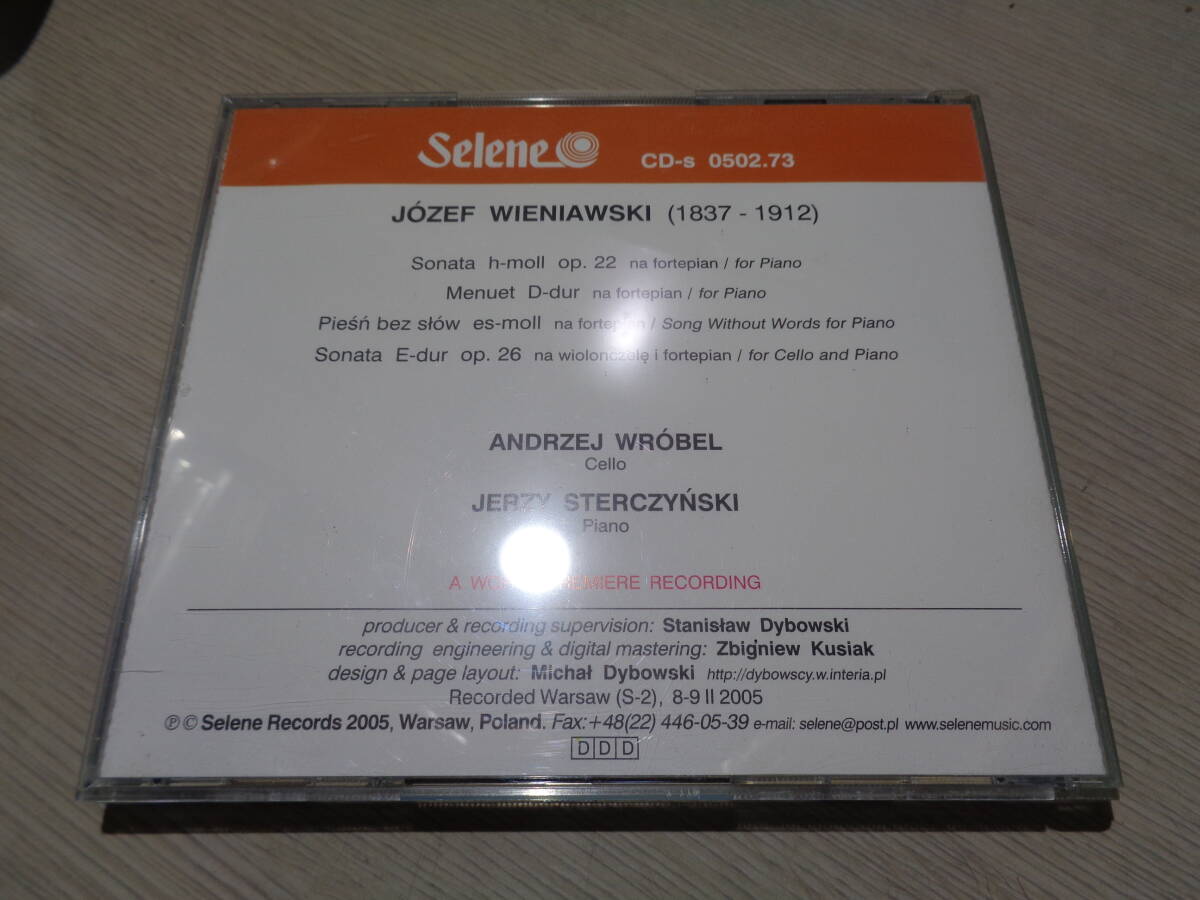 Selene CD-s 0502.73
JÓZEF WIENIAWSKI (1837 - 1912)
Sonata h-moll op. 22 na fortepian / for Piano
Menuet D-dur na fortepian / for Piano
Pieśń bez słów es-moll na fortepian / Song Without Words for Piano
Sonata E-dur op. 26 na wiolonczelę i fortepian / for Cello and Piano
ANDRZEJ WRÓBEL
Cello
JERZY STERCZYŃSKI
Piano
A WORLD PREMIERE RECORDING
producer & recording supervision: Stanisław Dybowski
recording engineering & digital mastering: Zbigniew Kusiak
design & page layout: Michał Dybowski http://dybowscy.w.interia.pl
Recorded Warsaw (S-2), 8-9 II 2005
℗ © Selene Records 2005, Warsaw, Poland. Fax:+48(22) 446-05-39 e-mail: selene@post.pl www.selenemusic.com
DDD